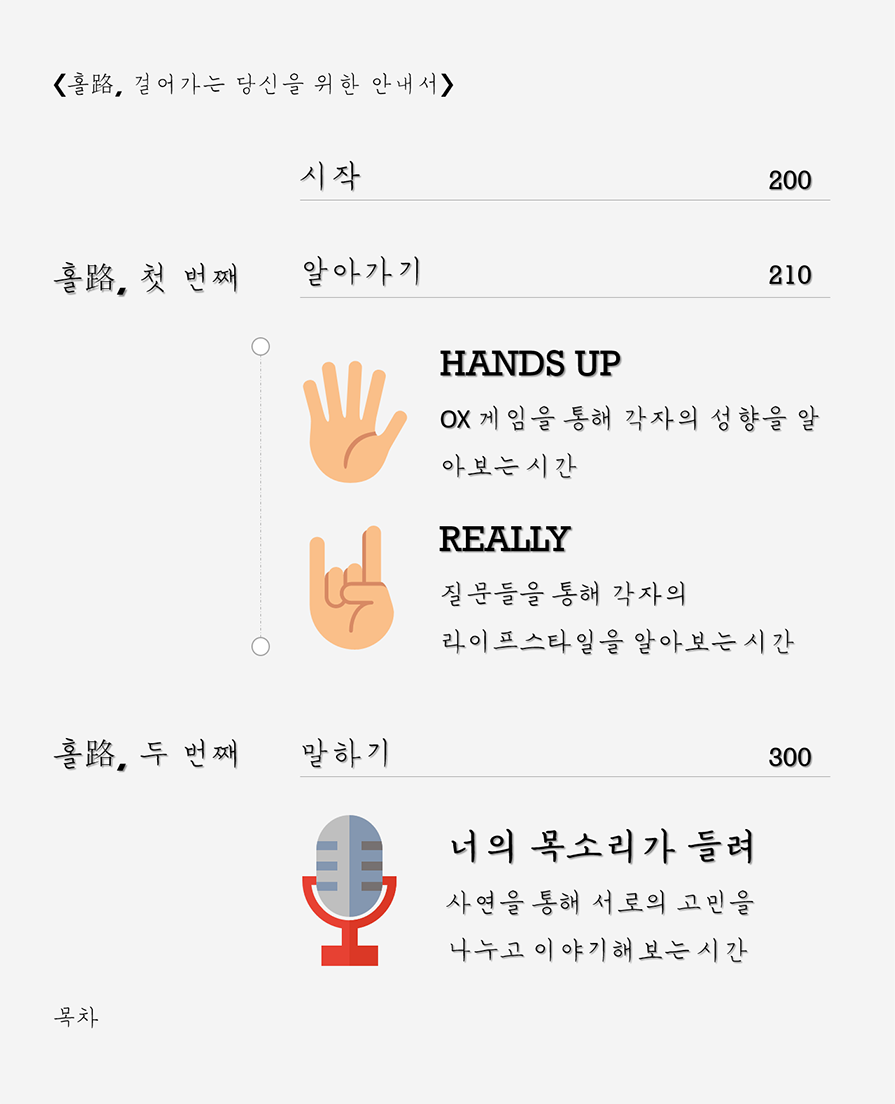 ❮홀路, 걸어가는 당신을 위한 안내서❯
시작 200
홀路, 첫 번째 알아가기 210
HANDS UP
OX 게임을 통해 각자의 성향을 알
아보는 시간
REALLY
질문들을 통해 각자의
라이프스타일을 알아보는 시간
홀路, 두 번째 말하기 300
너의 목소리가 들려
사연을 통해 서로의 고민을
나누고 이야기해 보는 시간
목차